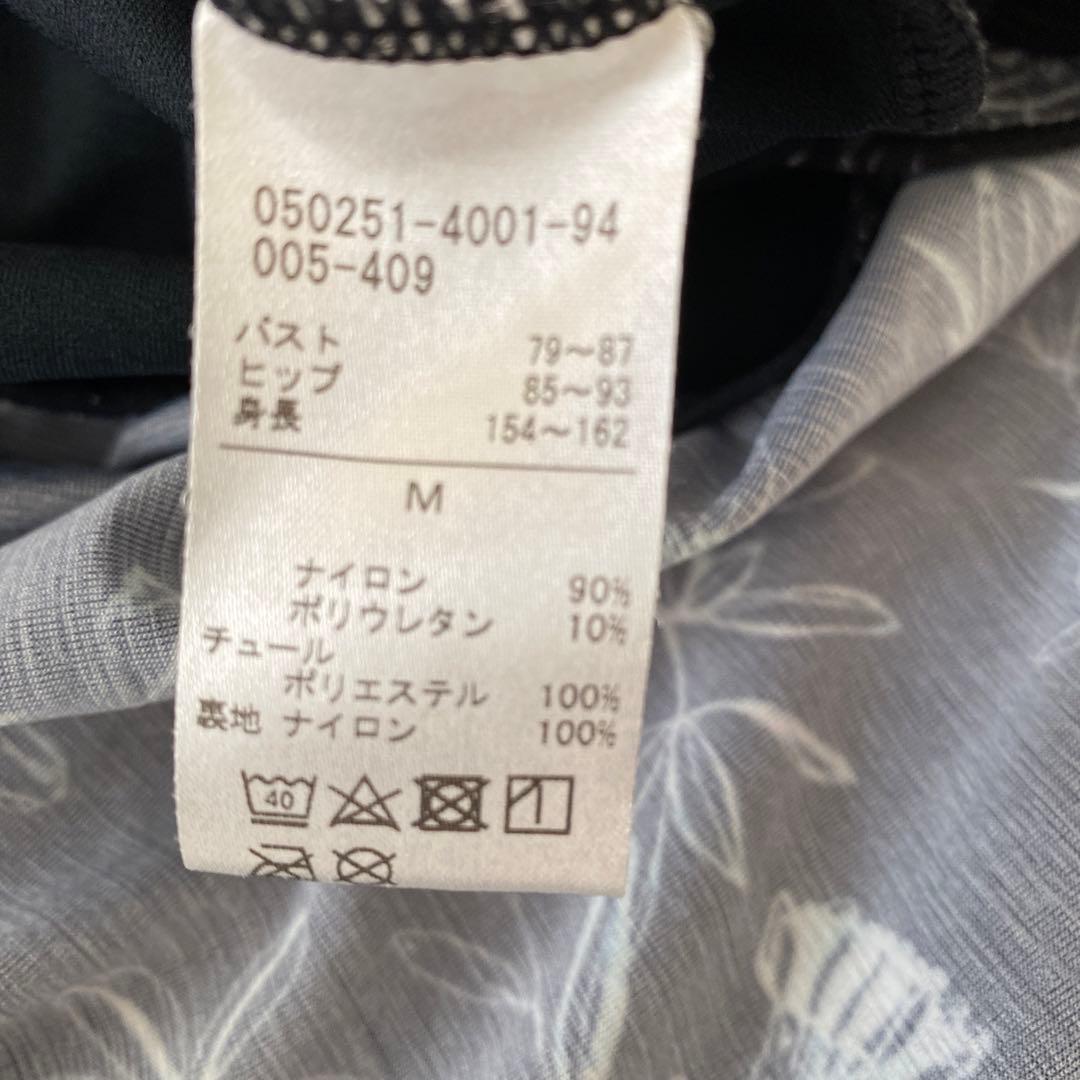 050251-4001-94
005-409
バスト 79～87
ヒップ 85～93
身長 154～162
M
ナイロン 90%
ポリウレタン 10%
チュール
ポリエステル 100%
裏地 ナイロン 100%
40